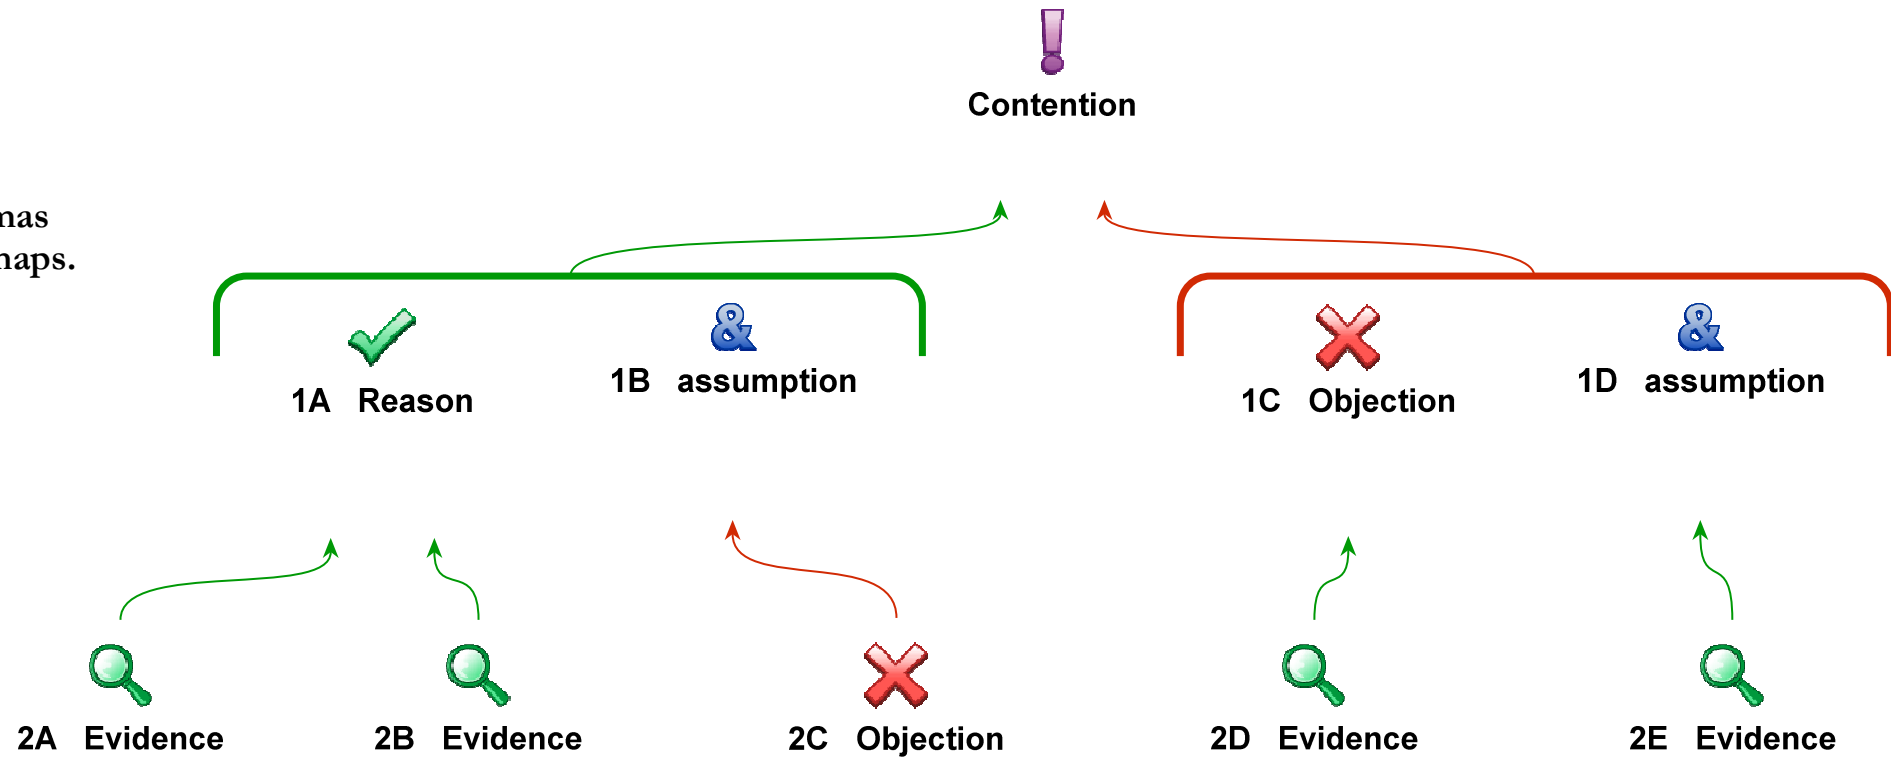 Contention
mas
naps.
1A Reason
1B assumption
1C Objection
1D assumption
2A Evidence
2B Evidence
2C Objection
2D Evidence
2E Evidence